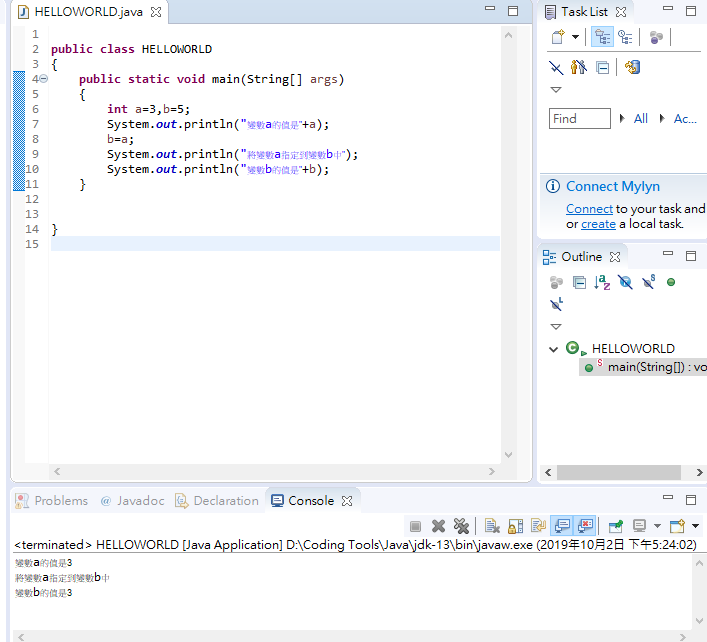 HELLOWORLD.java
1
2 public class HELLOWORLD
3 {
4 public static void main(String[] args)
5 {
6 int a=3,b=5;
7 System.out.println("變數a的值是"+a);
8 b=a;
9 System.out.println("將變數a指定到變數b中");
10 System.out.println("變數b的值是"+b);
11 }
12
13
14 }
15
Task List
Find All Ac...
Connect Mylyn
Connect to your task and
or create a local task.
Outline
HELLOWORLD
main(String[]) : vo
Problems @ Javadoc Declaration Console
<terminated> HELLOWORLD [Java Application] D:\Coding Tools\Java\jdk-13\bin\javaw.exe (2019年10月2日 下午5:24:02)
變數a的值是3
將變數a指定到變數b中
變數b的值是3